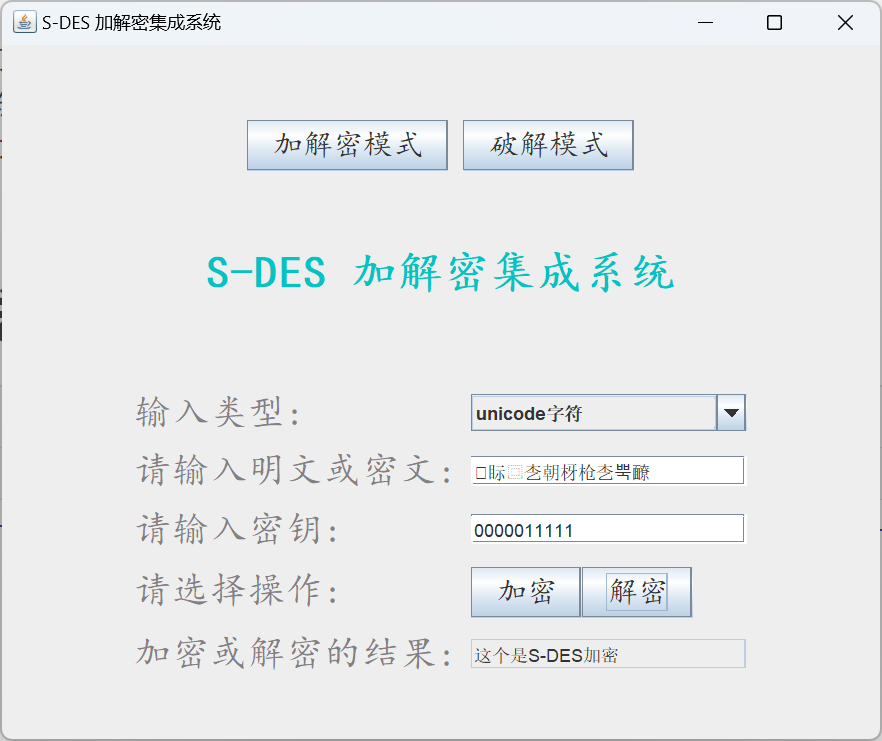 S-DES 加解密集成系统
加解密模式 破解模式
S-DES 加解密集成系统
输入类型: unicode字符
请输入明文或密文:
请输入密钥: 0000011111
请选择操作: 加密 解密
加密或解密的结果: 这个是S-DES加密